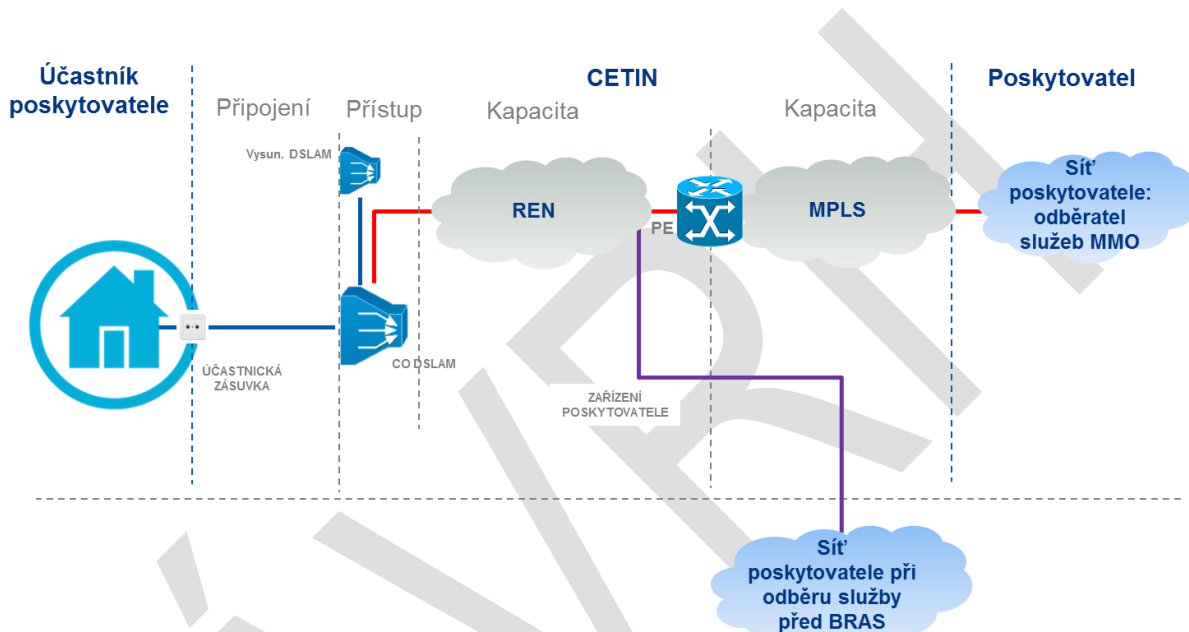 Účastník
poskytovatele
CETIN
Poskytovatel
Připojení
Přístup
Kapacita
Kapacita
Vysun. DSLAM
REN
PE
MPLS
Síť
poskytovatele:
odběratel
služeb MMO
ÚČASTNICKÁ
ZÁSUVKA
CO DSLAM
ZAŘÍZENÍ
POSKYTOVATELE
Síť
poskytovatele při
odběru služby
před BRAS
NÁVRH